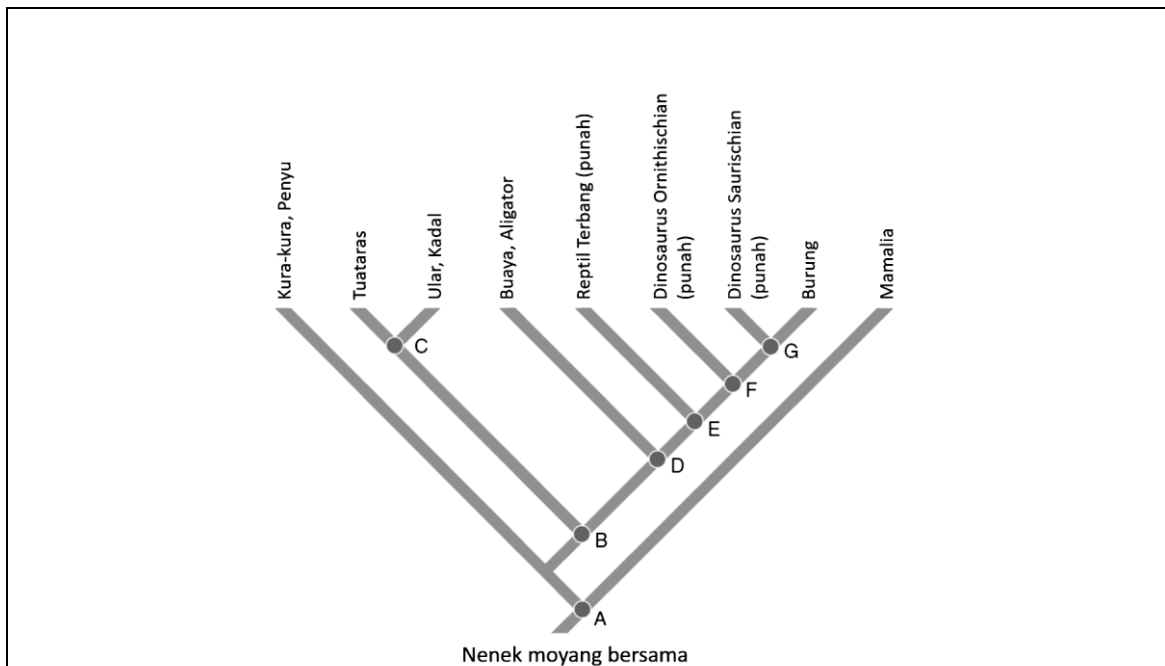 Kura-kura, Penyu
Tuataras
Ular, Kadal
Buaya, Aligator
Reptil Terbang (punah)
Dinosaurus Ornithischian
(punah)
Dinosaurus Saurischian
(punah)
Burung
Mamalia
C
G
F
E
D
B
A
Nenek moyang bersama